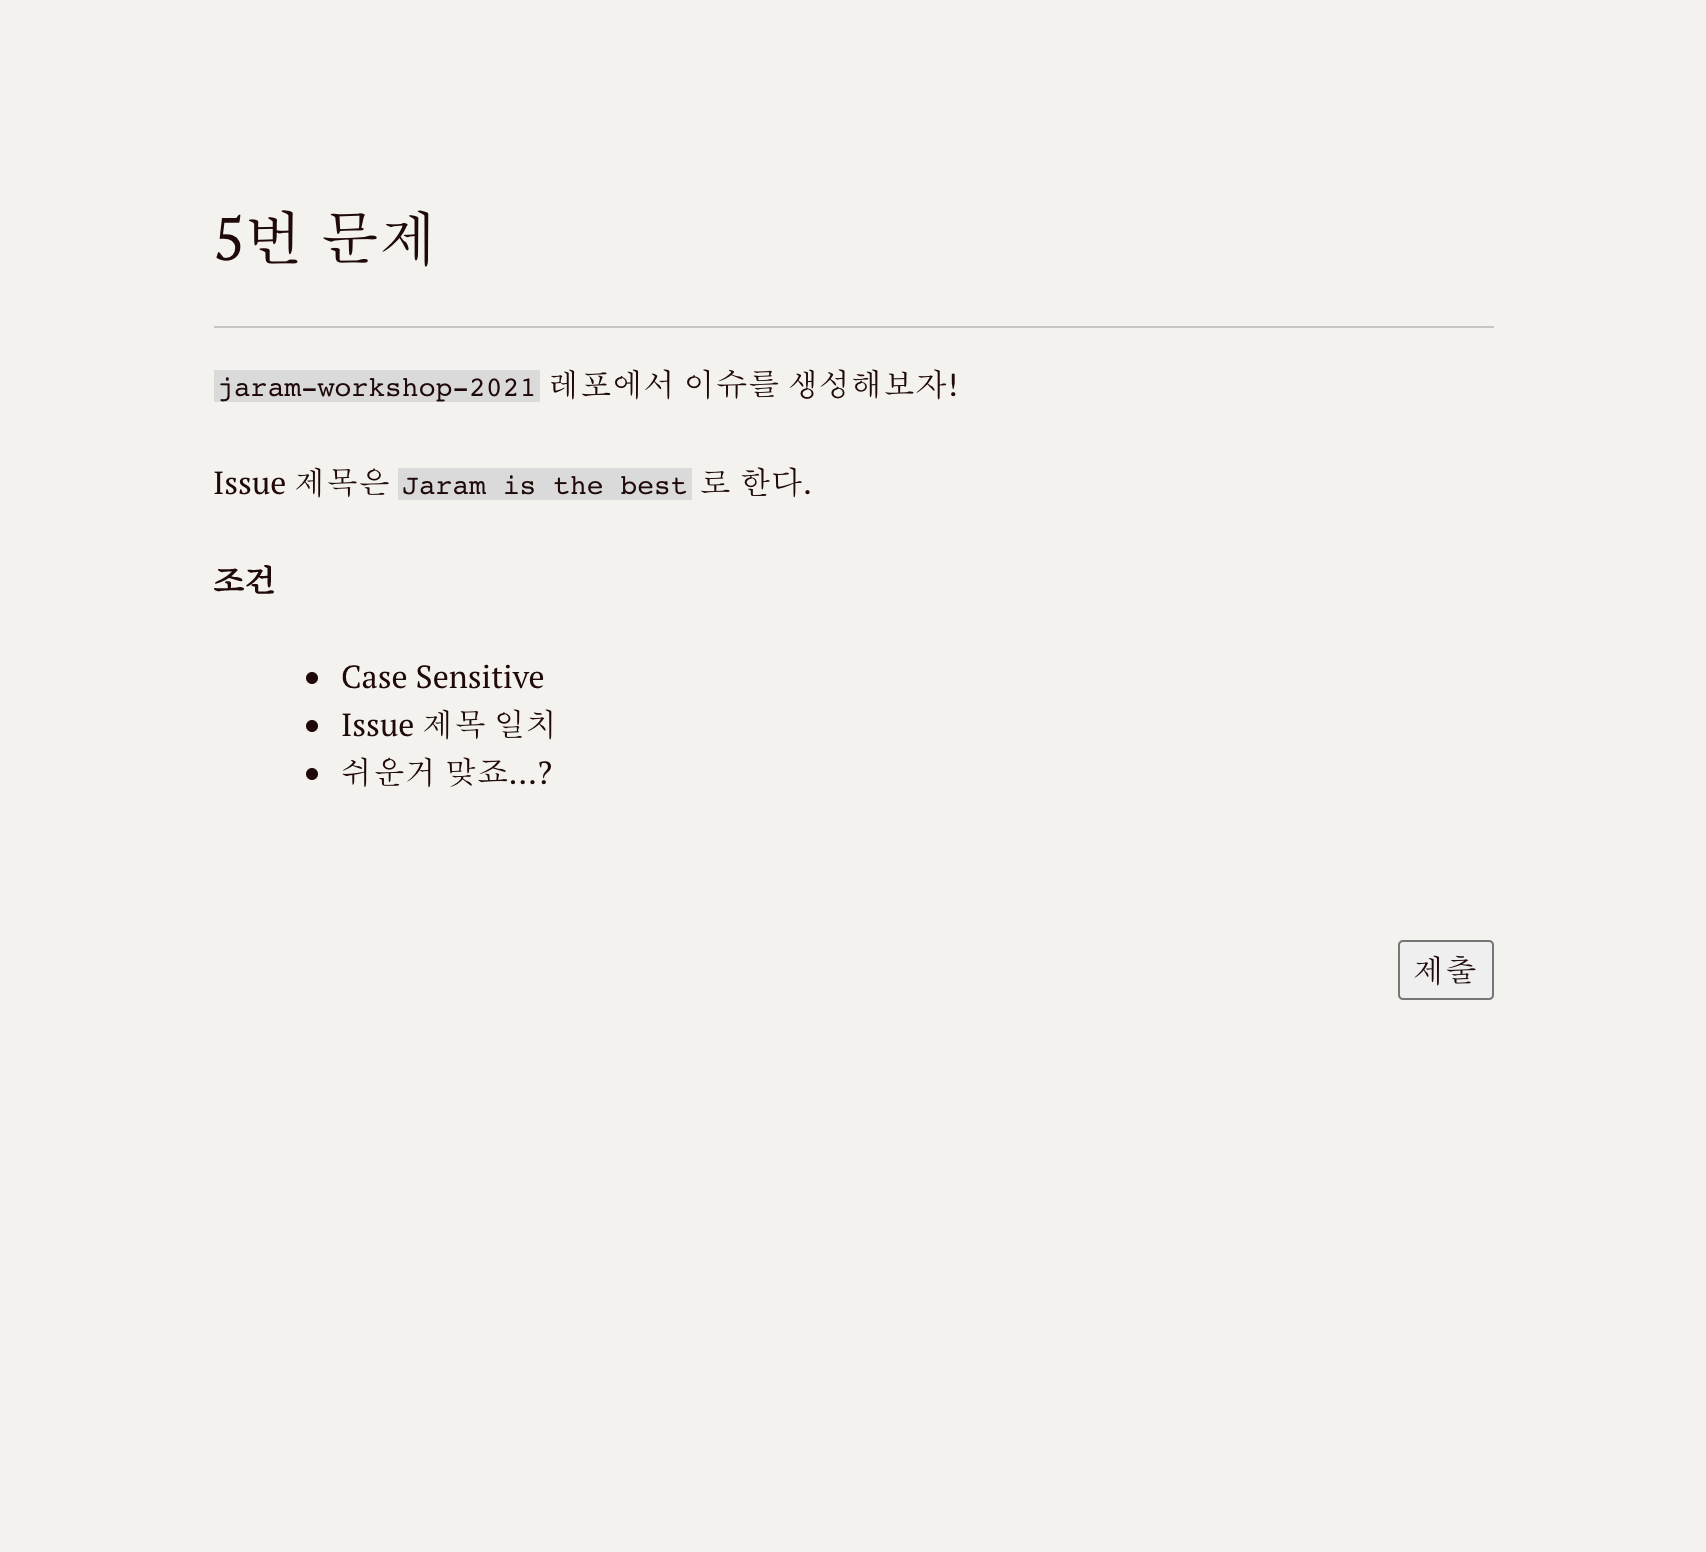 5번 문제
jaram-workshop-2021 레포에서 이슈를 생성해보자!
Issue 제목은 Jaram is the best 로 한다.
조건
Case Sensitive
Issue 제목 일치
쉬운거 맞죠...?
제출